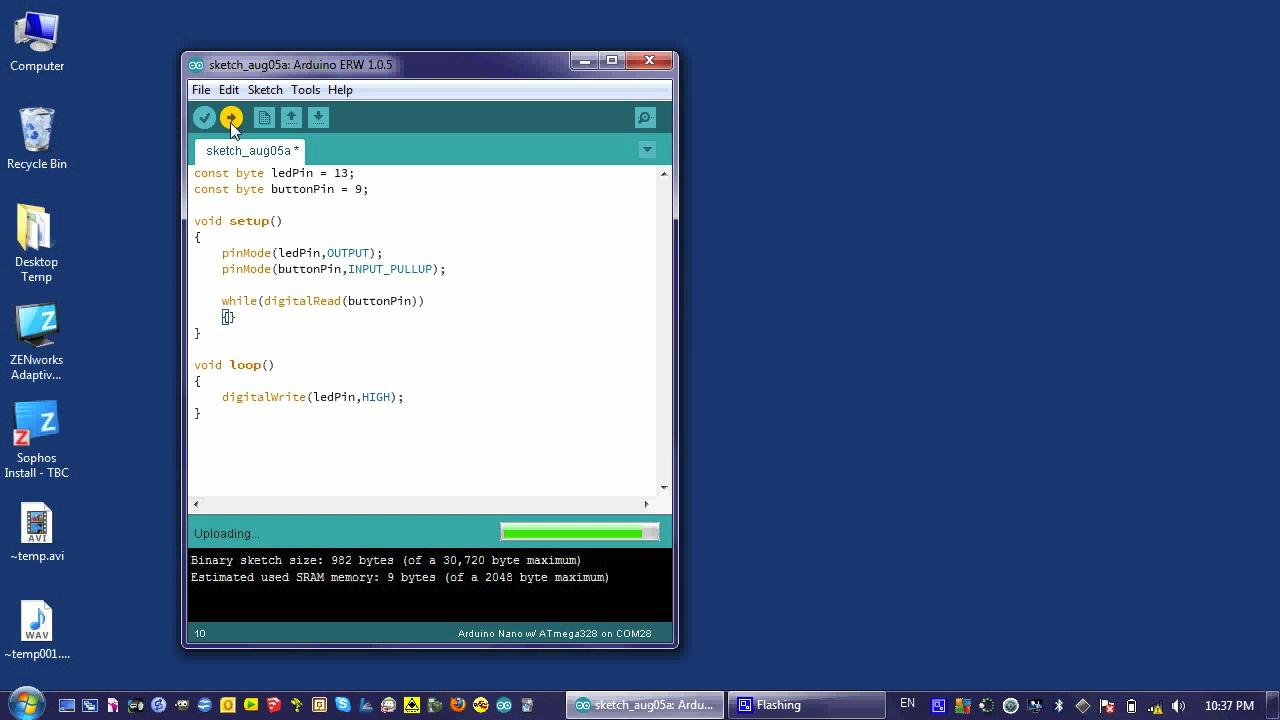 Computer
Recycle Bin
Desktop
Temp
ZENworks
Adaptiv...
Sophos
Install - TBC
AVI
~temp.avi
WAV
~temp001....
sketch_aug05a: Arduino ERW 1.0.5
File Edit Sketch Tools Help
sketch_aug05a *
const byte ledPin = 13;
const byte buttonPin = 9;
void setup()
{
pinMode(ledPin,OUTPUT);
pinMode(buttonPin,INPUT_PULLUP);
while(digitalRead(buttonPin))
{}
}
void loop()
{
digitalWrite(ledPin,HIGH);
}
Uploading...
Binary sketch size: 982 bytes (of a 30,720 byte maximum)
Estimated used SRAM memory: 9 bytes (of a 2048 byte maximum)
10 Arduino Nano w/ ATmega328 on COM28
sketch_aug05a: Ardu... Flashing EN 10:37 PM